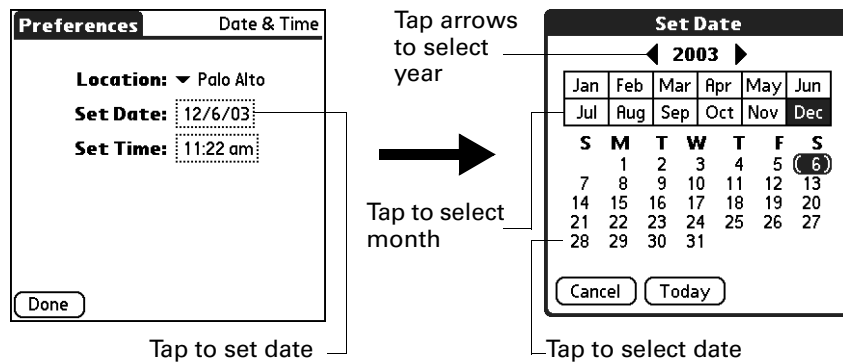 Preferences Date & Time
Location: Palo Alto
Set Date: 12/6/03
Set Time: 11:22 am
Done
Tap to set date
Tap arrows
to select
year
Tap to select
month
Set Date
2003
Jan Feb Mar Apr May Jun
Jul Aug Sep Oct Nov Dec
S M T W T F S
1 2 3 4 5 6
7 8 9 10 11 12 13
14 15 16 17 18 19 20
21 22 23 24 25 26 27
28 29 30 31
Cancel Today
Tap to select date